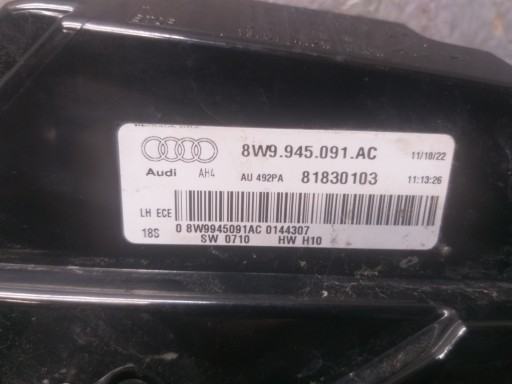 8W9.945.091.AC 11/10/22
Audi AH4 AU 492PA 81830103 11:13:26
LH ECE
18S 0 8W9945091AC 0144307
SW 0710 HW H10